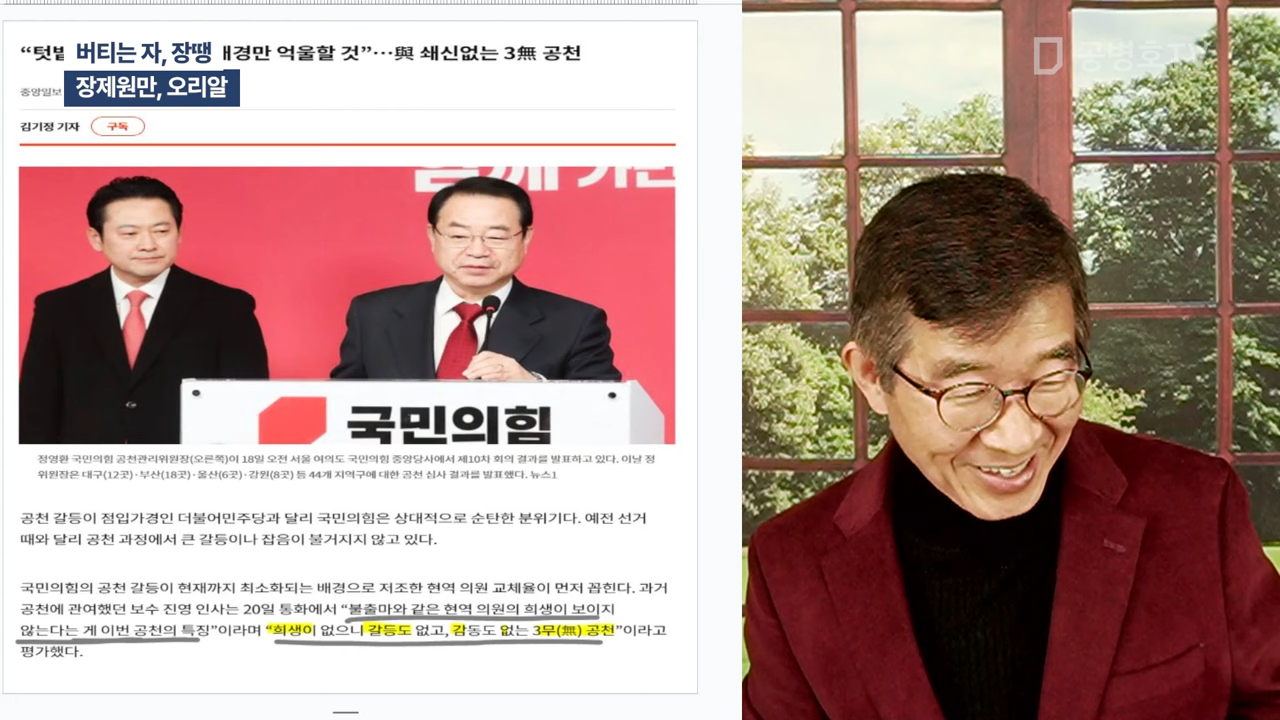 “텃밭
버티는 자, 장땡
배경만 억울할 것”…與 쇄신없는 3無 공천
장제원만, 오리알
중앙일보
김기정 기자
구독
함께 가면
국민의힘
정영환 국민의힘 공천관리위원장(오른쪽)이 18일 오전 서울 여의도 국민의힘 중앙당사에서 제10차 회의 결과를 발표하고 있다. 이날 정
위원장은 대구(12곳)·부산(18곳)·울산(6곳)·강원(8곳) 등 44개 지역구에 대한 공천 심사 결과를 발표했다. 뉴스1
공천 갈등이 점입가경인 더불어민주당과 달리 국민의힘은 상대적으로 순탄한 분위기다. 예전 선거
때와 달리 공천 과정에서 큰 갈등이나 잡음이 불거지지 않고 있다.
국민의힘의 공천 갈등이 현재까지 최소화되는 배경으로 저조한 현역 의원 교체율이 먼저 꼽힌다. 과거
공천에 관여했던 보수 진영 인사는 20일 통화에서 “불출마와 같은 현역 의원의 희생이 보이지
않는다는 게 이번 공천의 특징”이라며 “희생이 없으니 갈등도 없고, 감동도 없는 3무(無) 공천”이라고
평가했다.
공병호TV